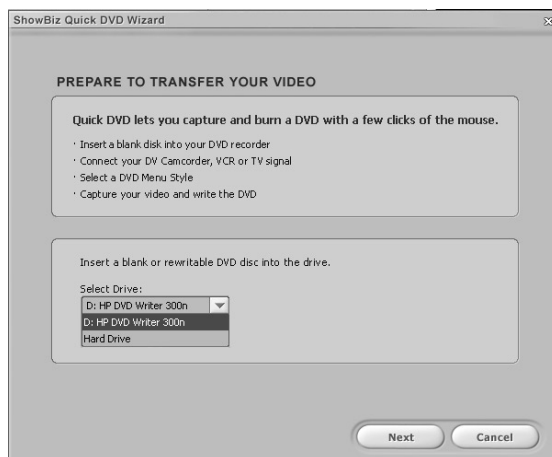 ShowBiz Quick DVD Wizard
PREPARE TO TRANSFER YOUR VIDEO
Quick DVD lets you capture and burn a DVD with a few clicks of the mouse.
· Insert a blank disk into your DVD recorder
· Connect your DV Camcorder, VCR or TV signal
· Select a DVD Menu Style
· Capture your video and write the DVD
Insert a blank or rewritable DVD disc into the drive.
Select Drive:
D: HP DVD Writer 300n
D: HP DVD Writer 300n
Hard Drive
Next Cancel